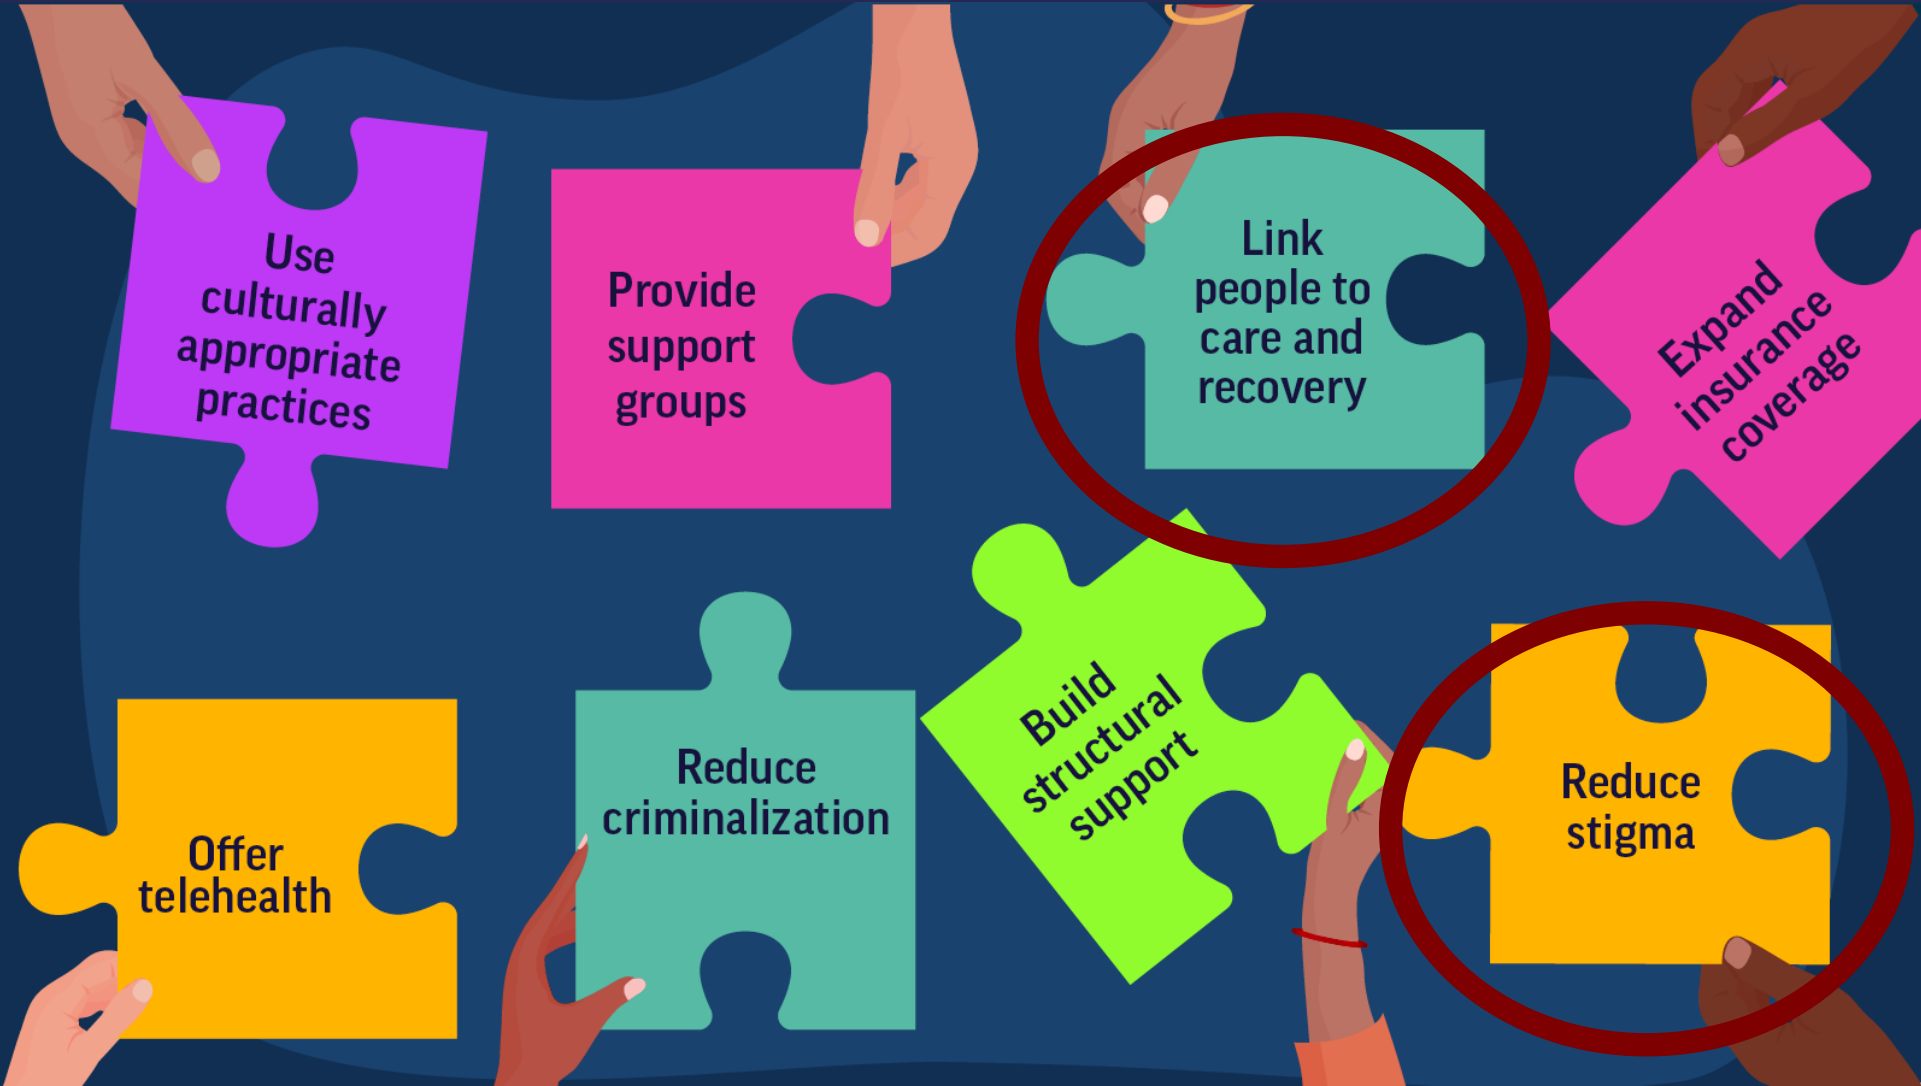 Use
culturally
appropriate
practices
Provide
support
groups
Link
people to
care and
recovery
Expand
insurance
coverage
Offer
telehealth
Reduce
criminalization
Build
structural
support
Reduce
stigma